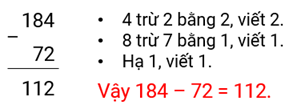 184
−
72
112
• 4 trừ 2 bằng 2, viết 2.
• 8 trừ 7 bằng 1, viết 1.
• Hạ 1, viết 1.
Vậy 184 – 72 = 112.